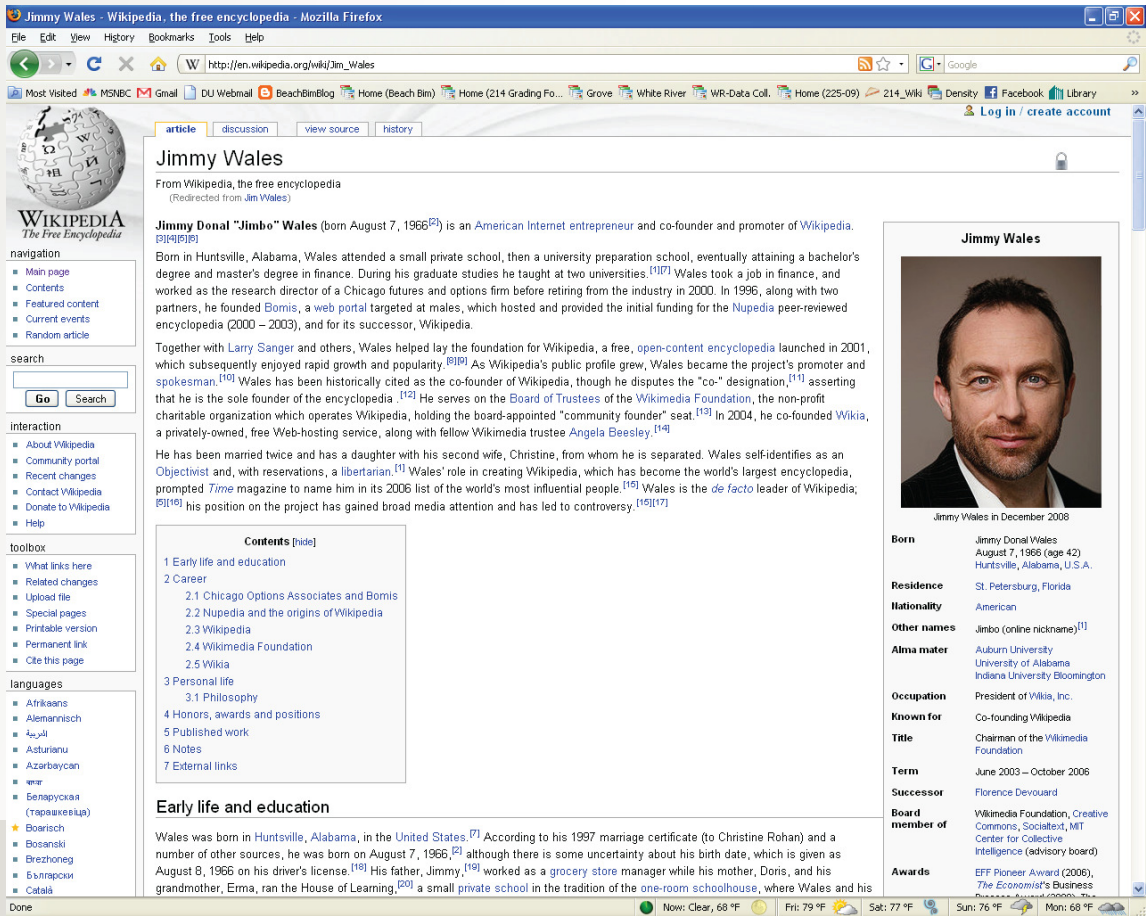 Jimmy Wales - Wikipedia, the free encyclopedia - Mozilla Firefox
File Edit View History Bookmarks Tools Help
W http://en.wikipedia.org/wiki/Jim_Wales
G Google
Most Visited MSNBC Gmail DU Webmail BeachBimBlog Home (Beach Bim) Home (214 Grading Fo... Grove White River WR-Data Coll. Home (225-09) 214_Wiki Density Facebook Library »
Log in / create account
article discussion view source history
WIKIPEDIA
The Free Encyclopedia
navigation
Main page
Contents
Featured content
Current events
Random article
search
Go Search
interaction
About Wikipedia
Community portal
Recent changes
Contact Wikipedia
Donate to Wikipedia
Help
toolbox
What links here
Related changes
Upload file
Special pages
Printable version
Permanent link
Cite this page
languages
Afrikaans
Alemannisch
العربية
Asturianu
Azərbaycan
বাংলা
Беларуская
(тарашкевіца)
Boarisch
Bosanski
Brezhoneg
Български
Català
Jimmy Wales
From Wikipedia, the free encyclopedia
(Redirected from Jim Wales)
Jimmy Donal "Jimbo" Wales (born August 7, 1966[2]) is an American Internet entrepreneur and co-founder and promoter of Wikipedia.
[3][4][5][6]
Born in Huntsville, Alabama, Wales attended a small private school, then a university preparation school, eventually attaining a bachelor's
degree and master's degree in finance. During his graduate studies he taught at two universities.[1][7] Wales took a job in finance, and
worked as the research director of a Chicago futures and options firm before retiring from the industry in 2000. In 1996, along with two
partners, he founded Bomis, a web portal targeted at males, which hosted and provided the initial funding for the Nupedia peer-reviewed
encyclopedia (2000 – 2003), and for its successor, Wikipedia.
Together with Larry Sanger and others, Wales helped lay the foundation for Wikipedia, a free, open-content encyclopedia launched in 2001,
which subsequently enjoyed rapid growth and popularity.[8][9] As Wikipedia's public profile grew, Wales became the project's promoter and
spokesman.[10] Wales has been historically cited as the co-founder of Wikipedia, though he disputes the "co-" designation,[11] asserting
that he is the sole founder of the encyclopedia .[12] He serves on the Board of Trustees of the Wikimedia Foundation, the non-profit
charitable organization which operates Wikipedia, holding the board-appointed "community founder" seat.[13] In 2004, he co-founded Wikia,
a privately-owned, free Web-hosting service, along with fellow Wikimedia trustee Angela Beesley.[14]
He has been married twice and has a daughter with his second wife, Christine, from whom he is separated. Wales self-identifies as an
Objectivist and, with reservations, a libertarian.[1] Wales' role in creating Wikipedia, which has become the world's largest encyclopedia,
prompted Time magazine to name him in its 2006 list of the world's most influential people.[15] Wales is the de facto leader of Wikipedia;
[5][16] his position on the project has gained broad media attention and has led to controversy.[15][17]
Contents [hide]
1 Early life and education
2 Career
2.1 Chicago Options Associates and Bomis
2.2 Nupedia and the origins of Wikipedia
2.3 Wikipedia
2.4 Wikimedia Foundation
2.5 Wikia
3 Personal life
3.1 Philosophy
4 Honors, awards and positions
5 Published work
6 Notes
7 External links
Early life and education
Wales was born in Huntsville, Alabama, in the United States.[7] According to his 1997 marriage certificate (to Christine Rohan) and a
number of other sources, he was born on August 7, 1966,[2] although there is some uncertainty about his birth date, which is given as
August 8, 1966 on his driver's license.[18] His father, Jimmy,[19] worked as a grocery store manager while his mother, Doris, and his
grandmother, Erma, ran the House of Learning,[20] a small private school in the tradition of the one-room schoolhouse, where Wales and his
Jimmy Wales
Jimmy Wales in December 2008
Born Jimmy Donal Wales
August 7, 1966 (age 42)
Huntsville, Alabama, U.S.A.
Residence St. Petersburg, Florida
Nationality American
Other names Jimbo (online nickname)[1]
Alma mater Auburn University
University of Alabama
Indiana University Bloomington
Occupation President of Wikia, Inc.
Known for Co-founding Wikipedia
Title Chairman of the Wikimedia
Foundation
Term June 2003 – October 2006
Successor Florence Devouard
Board Wikimedia Foundation, Creative
member of Commons, Socialtext, MIT
Center for Collective
Intelligence (advisory board)
Awards EFF Pioneer Award (2006),
The Economist's Business
Done
Now: Clear, 68 °F Fri: 79 °F Sat: 77 °F Sun: 76 °F Mon: 68 °F